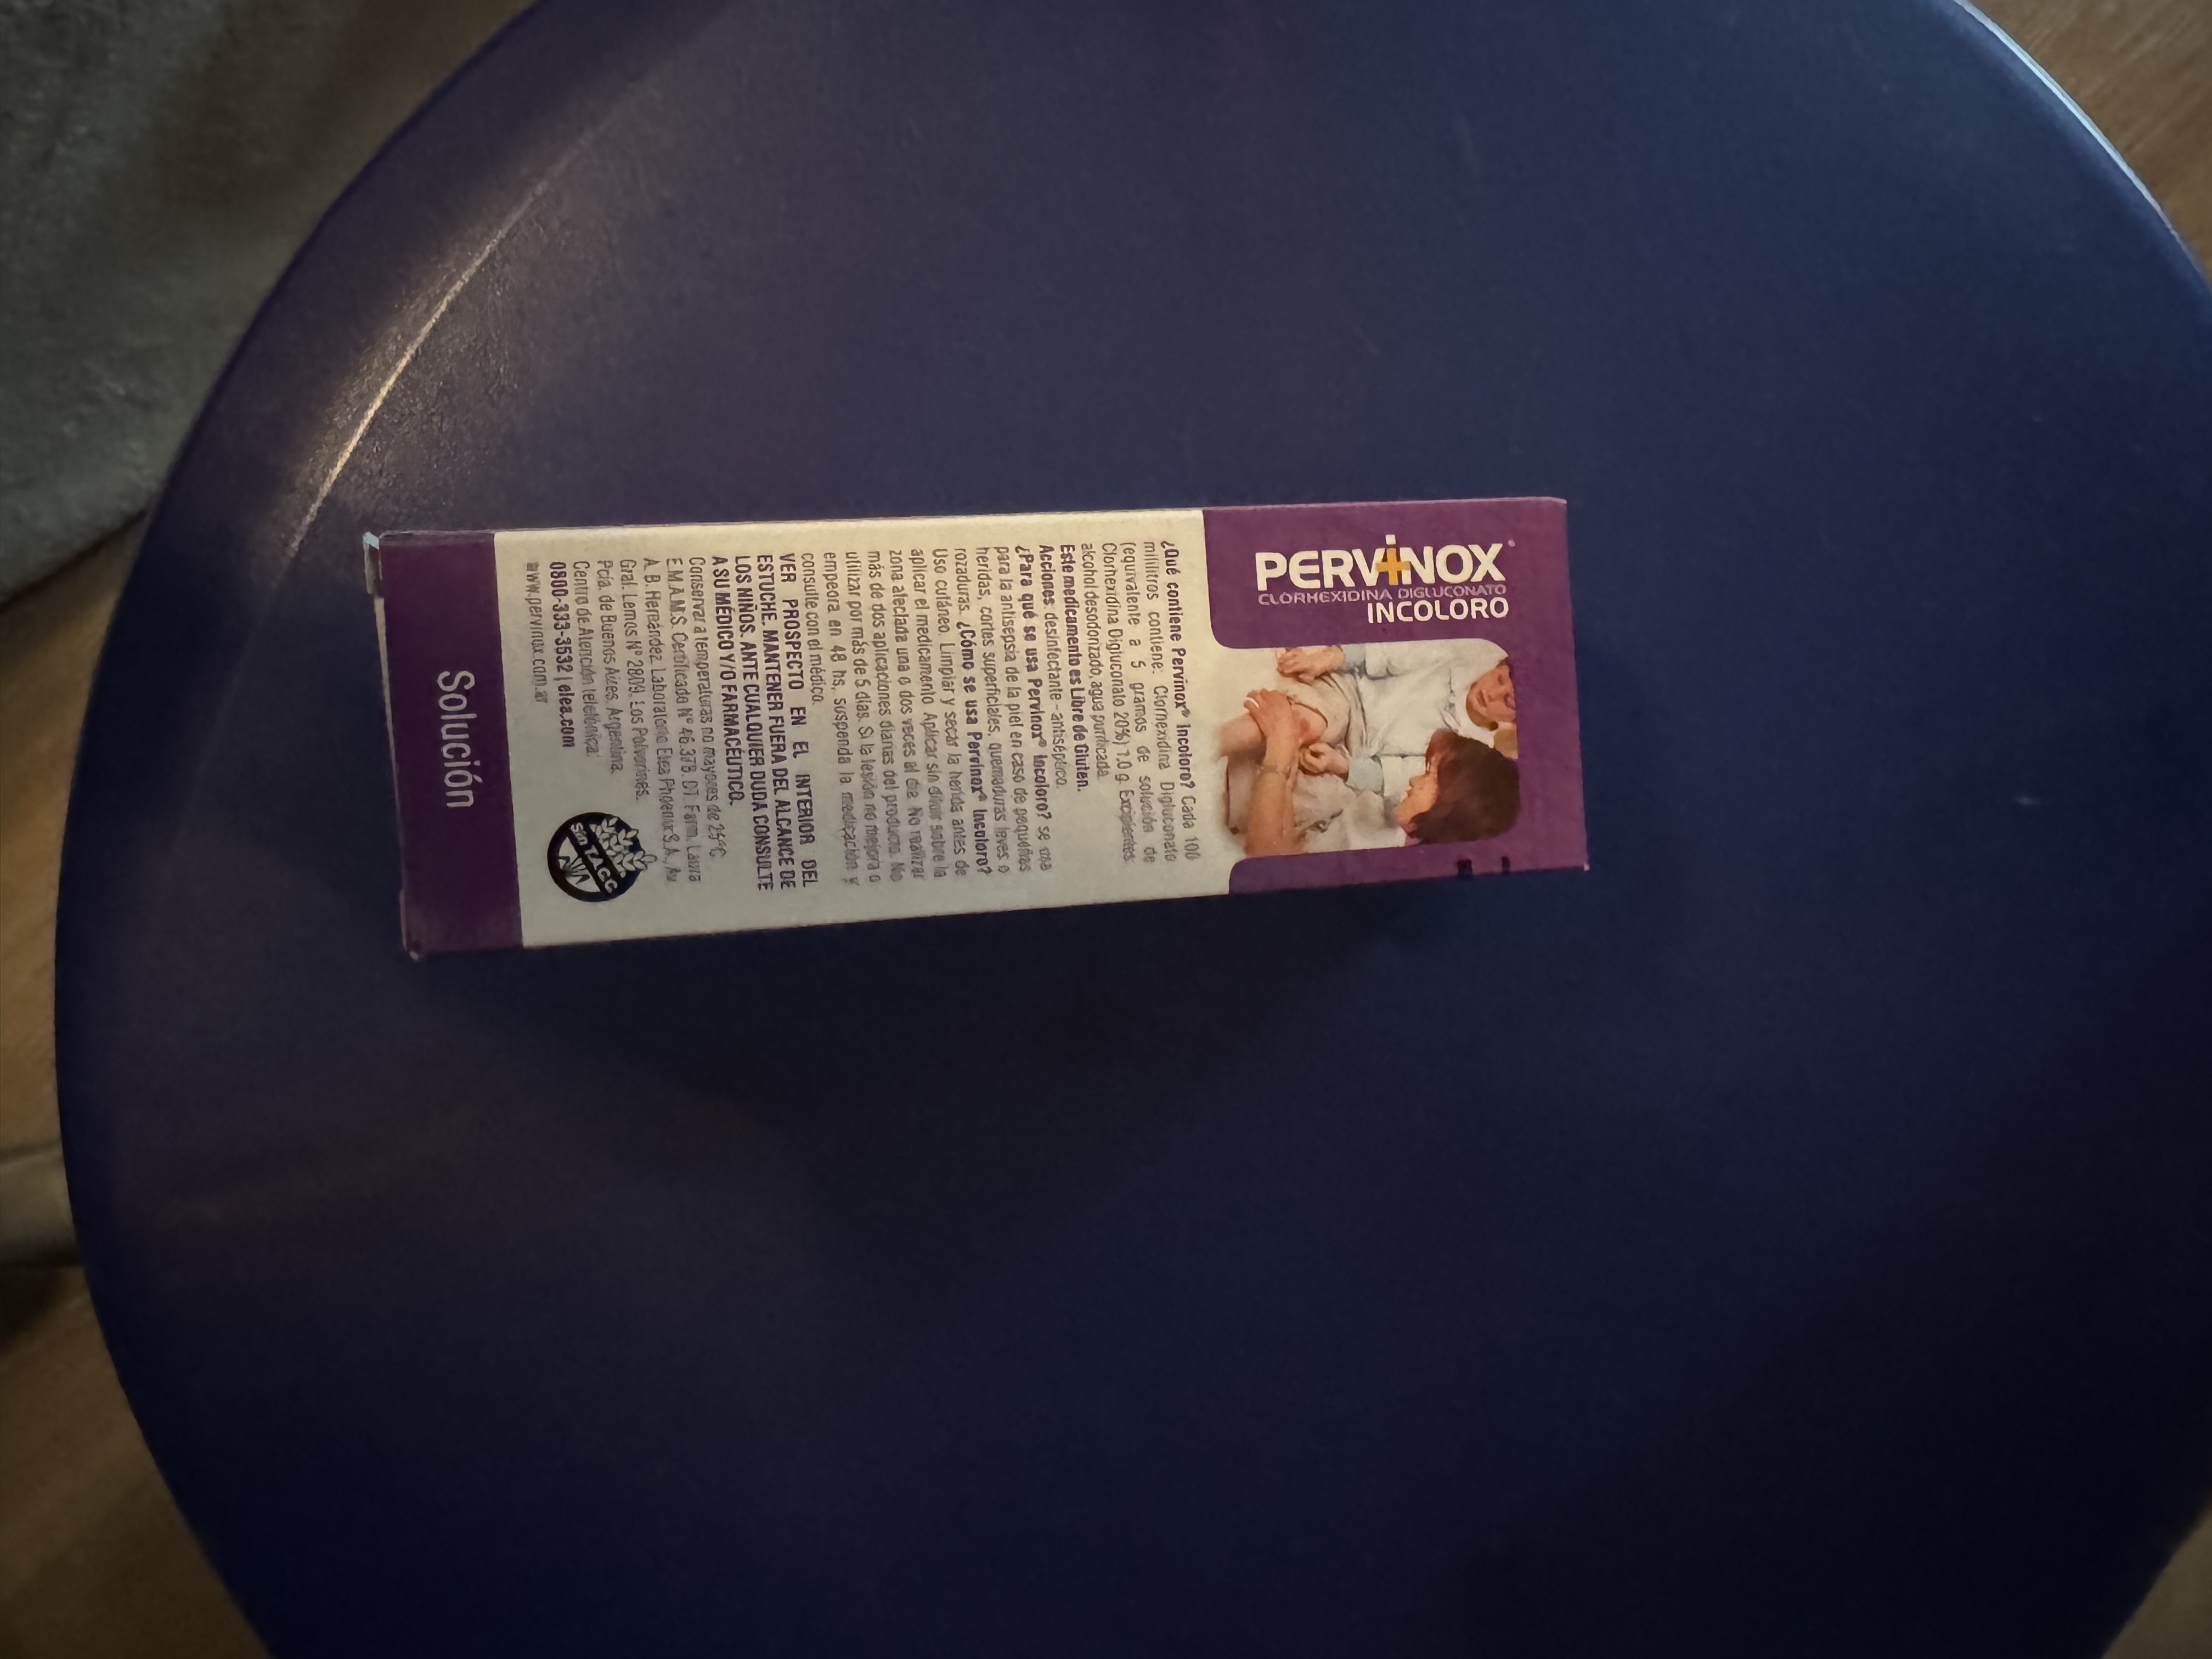 PERVINOX
CLORHEXIDINA DIGLUCONATO
INCOLORO
¿Qué contiene Pervinox® Incoloro? Cada 100
mililitros contiene: Clorhexidina Digluconato
(equivalente a 5 gramos de solución de
Clorhexidina Digluconato 20%) 1,0 g. Excipientes:
alcohol desodorizado, agua purificada.
Este medicamento es Libre de Gluten.
Acciones: desinfectante - antiséptico.
¿Para qué se usa Pervinox® Incoloro? se usa
para la antisepsia de la piel en caso de pequeñas
heridas, cortes superficiales, quemaduras leves o
rozaduras. ¿Cómo se usa Pervinox® Incoloro?
Uso cutáneo. Limpiar y secar la herida antes de
aplicar el medicamento. Aplicar sin diluir sobre la
zona afectada una o dos veces al día. No realizar
más de dos aplicaciones diarias del producto. No
utilizar por más de 5 días. Si la lesión no mejora o
empeora en 48 hs, suspenda la medicación y
consulte con el médico.
VER PROSPECTO EN EL INTERIOR DEL
ESTUCHE. MANTENER FUERA DEL ALCANCE DE
LOS NIÑOS. ANTE CUALQUIER DUDA CONSULTE
A SU MÉDICO Y/O FARMACÉUTICO.
Conservar a temperaturas no mayores de 25°C
E.M.A.M.S. Certificado N° 46.378. DT. Farm. Laura
A. B. Hernández. Laboratorio Elea Phoenix S.A., Av
Gral. Lemos N° 2809. Los Polvorines.
Pcia. de Buenos Aires. Argentina.
Centro de Atención telefónica:
0800-333-3532 | elea.com
www.pervinox.com.ar
Sin T.A.C.C.
Solución